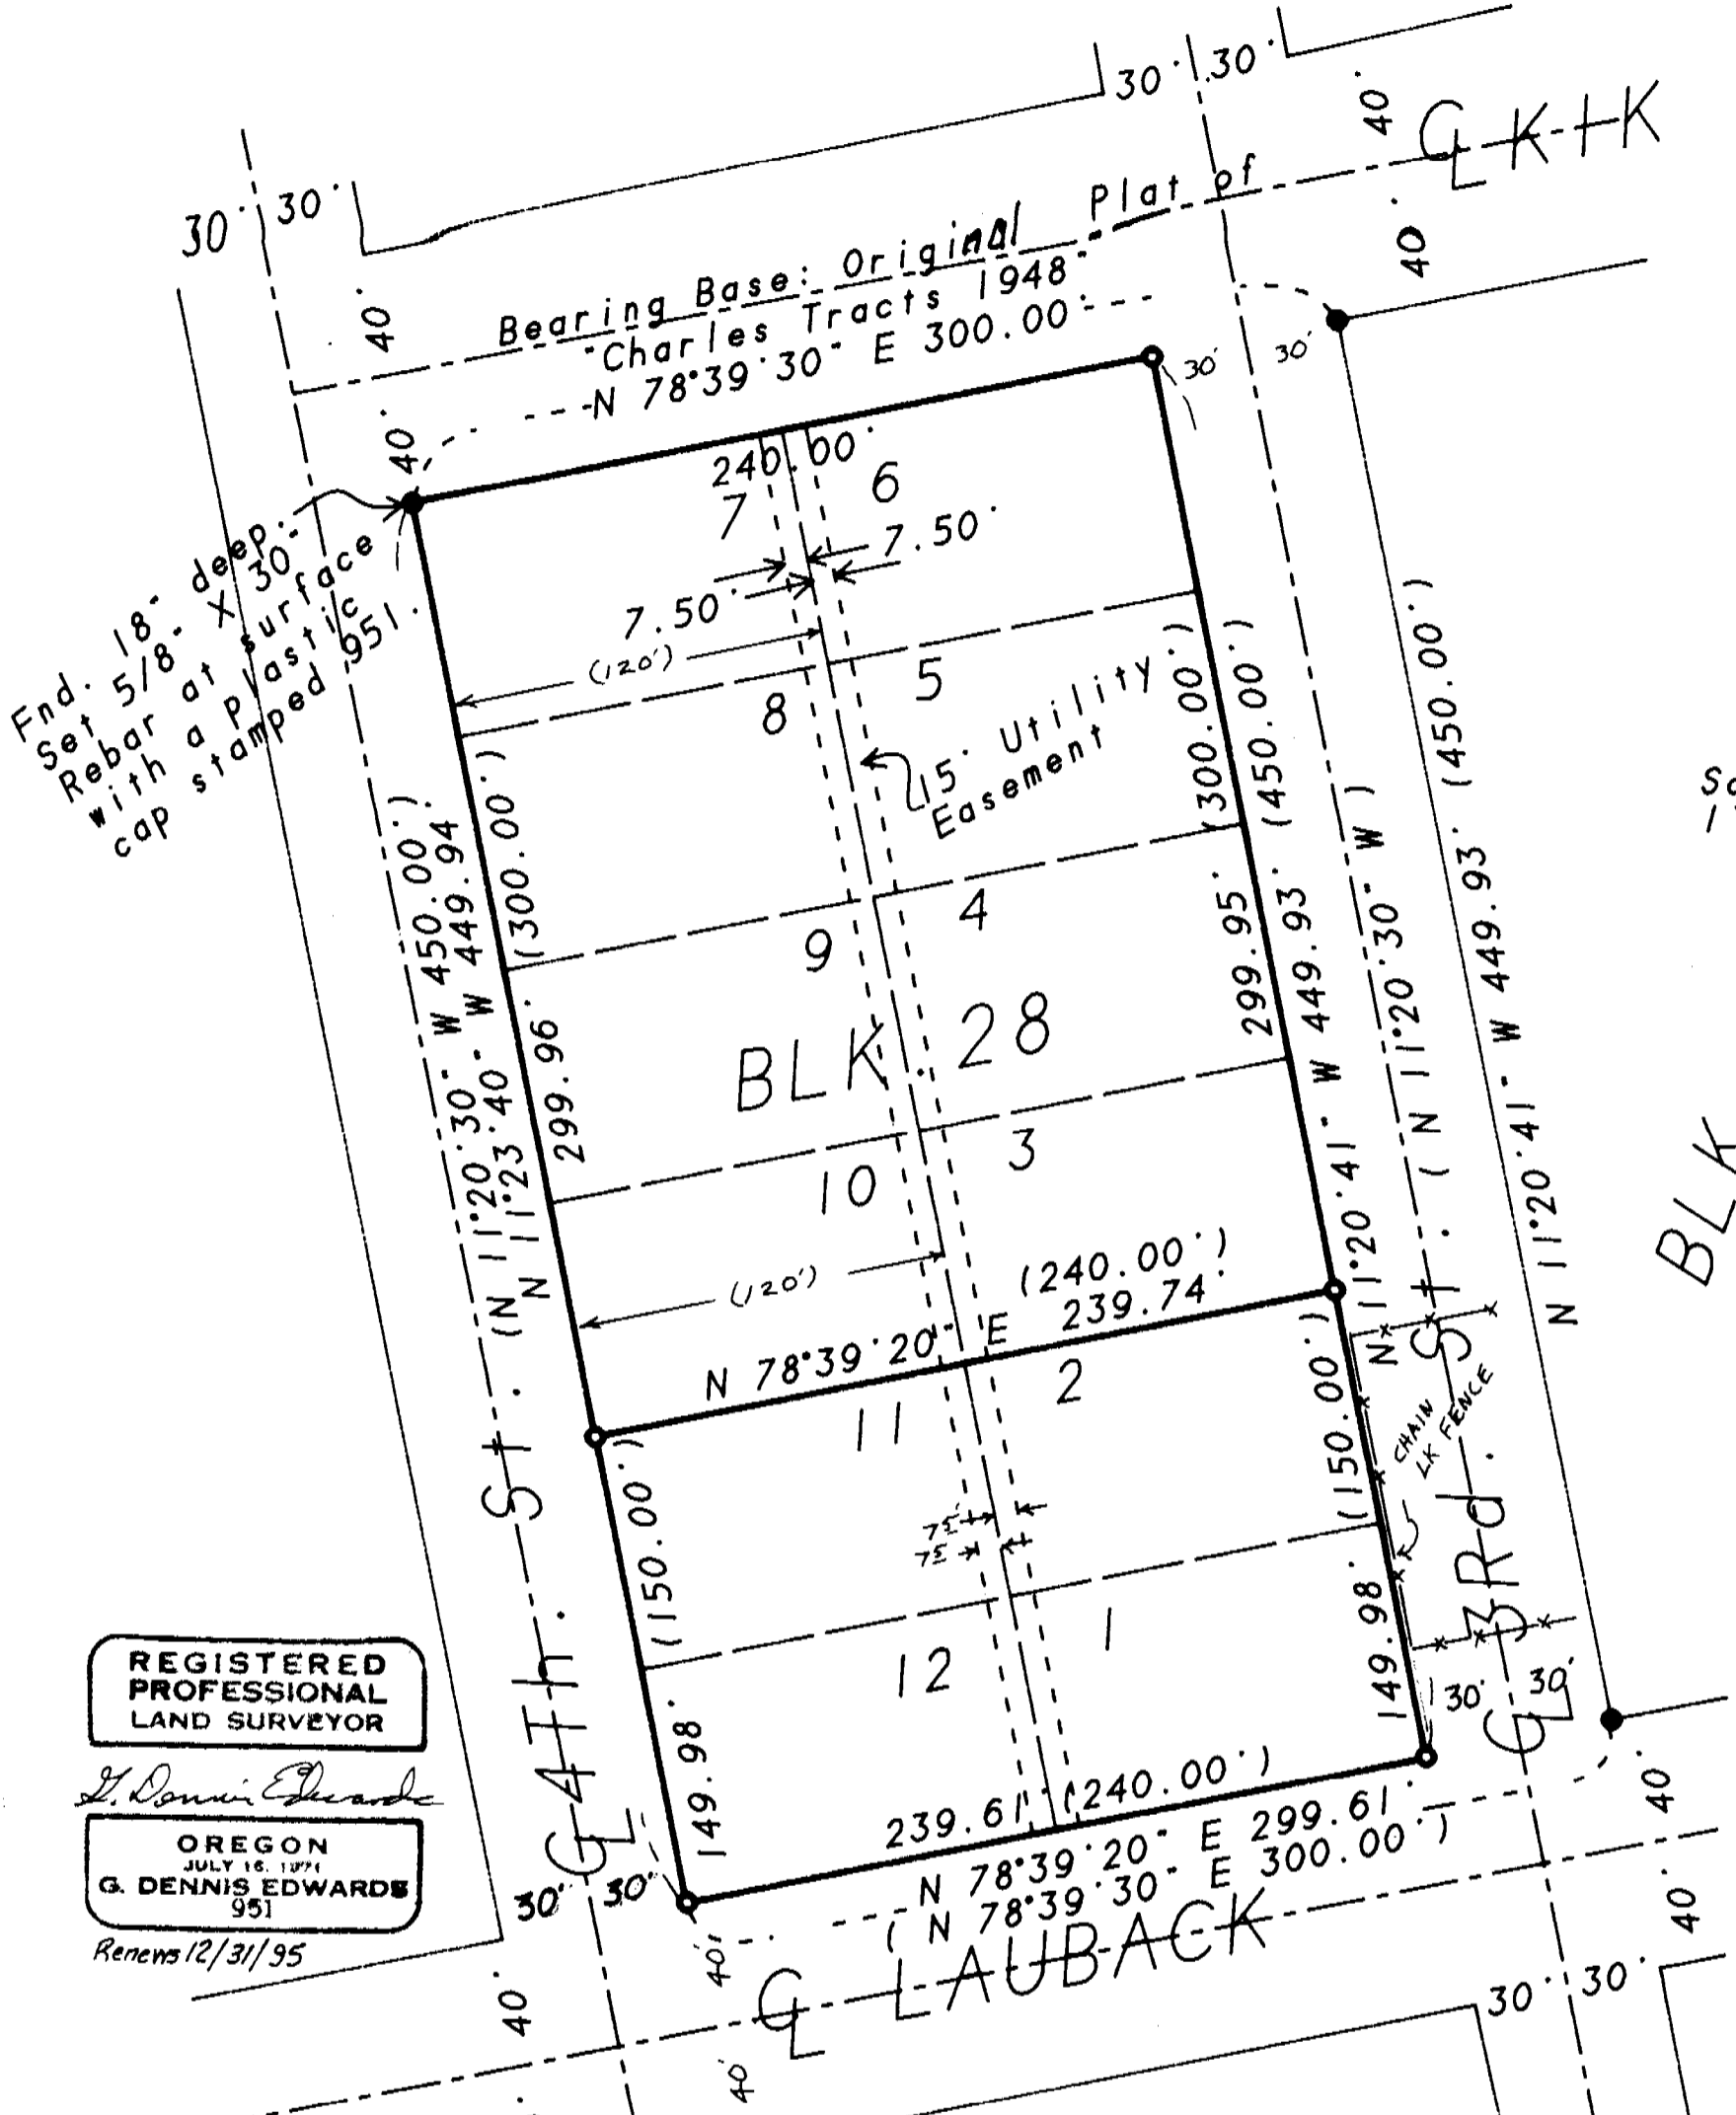 30' 30'
30' 30'
40'
℄ K I K
40'
40'
40'
Bearing Base: Original Plat of
"Charles Tracts 1948"
N 78°39'30" E 300.00'
30'
30'
Fnd. 18" deep.
Set 5/8" X 30"
Rebar at surface
with a plastic
cap stamped 951.
240.00'
7
6
7.50'
7.50'
(120')
8
5
15' Utility
Easement
9
4
BLK. 28
10
3
(120')
(240.00')
N 78°39'20" E 239.74'
11
2
75
75
12
1
239.61' (240.00')
N 78°39'20" E 299.61'
(N 78°39'30" E 300.00')
(N 11°20'30" W 450.00')
N 11°23'40" W 449.94'
(300.00')
299.96'
(150.00')
149.98'
(300.00')
299.95'
(450.00')
N 11°20'41" W 449.93'
(150.00')
149.98'
(N 11°20'30" W)
(450.00')
N 11°20'41" W 449.93'
BLK
CHAIN
LK FENCE
℄ 4Th. St.
℄ 3Rd. St.
30'
30'
30' 30'
40'
40'
40'
40'
40'
℄ LAUBACK
30' 30'
REGISTERED
PROFESSIONAL
LAND SURVEYOR
G. Dennis Edwards
OREGON
JULY 16, 1971
G. DENNIS EDWARDS
951
Renews 12/31/95